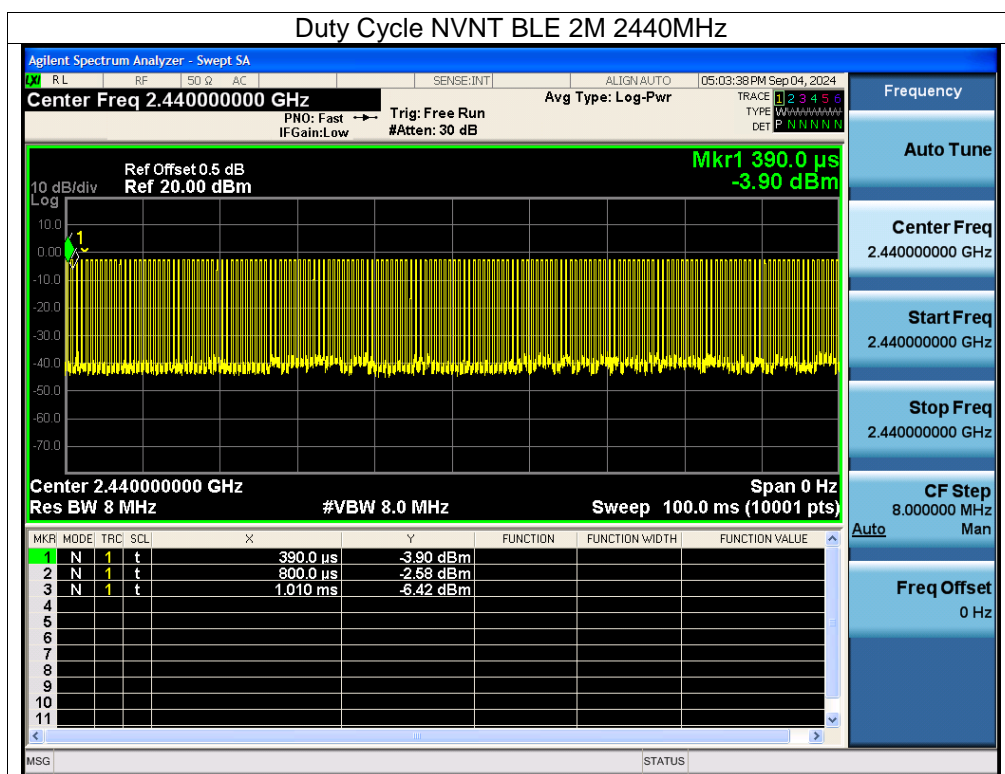 Duty Cycle NVNT BLE 2M 2440MHz
Agilent Spectrum Analyzer - Swept SA
LXI RL RF 50 Ω AC SENSE:INT ALIGN AUTO 05:03:38 PM Sep 04, 2024
Center Freq 2.440000000 GHz Avg Type: Log-Pwr TRACE 1 2 3 4 5 6
PNO: Fast Trig: Free Run TYPE WWWWWW
IFGain:Low #Atten: 30 dB DET P N N N N N
Frequency
Auto Tune
Mkr1 390.0 µs
-3.90 dBm
Ref Offset 0.5 dB
10 dB/div Ref 20.00 dBm
Log
10.0
0.00
-10.0
-20.0
-30.0
-40.0
-50.0
-60.0
-70.0
1
Center 2.440000000 GHz Span 0 Hz
Res BW 8 MHz #VBW 8.0 MHz Sweep 100.0 ms (10001 pts)
MKR MODE TRC SCL X Y FUNCTION FUNCTION WIDTH FUNCTION VALUE
1 N 1 t 390.0 µs -3.90 dBm
2 N 1 t 800.0 µs -2.58 dBm
3 N 1 t 1.010 ms -6.42 dBm
4
5
6
7
8
9
10
11
Center Freq
2.440000000 GHz
Start Freq
2.440000000 GHz
Stop Freq
2.440000000 GHz
CF Step
8.000000 MHz
Auto Man
Freq Offset
0 Hz
MSG STATUS